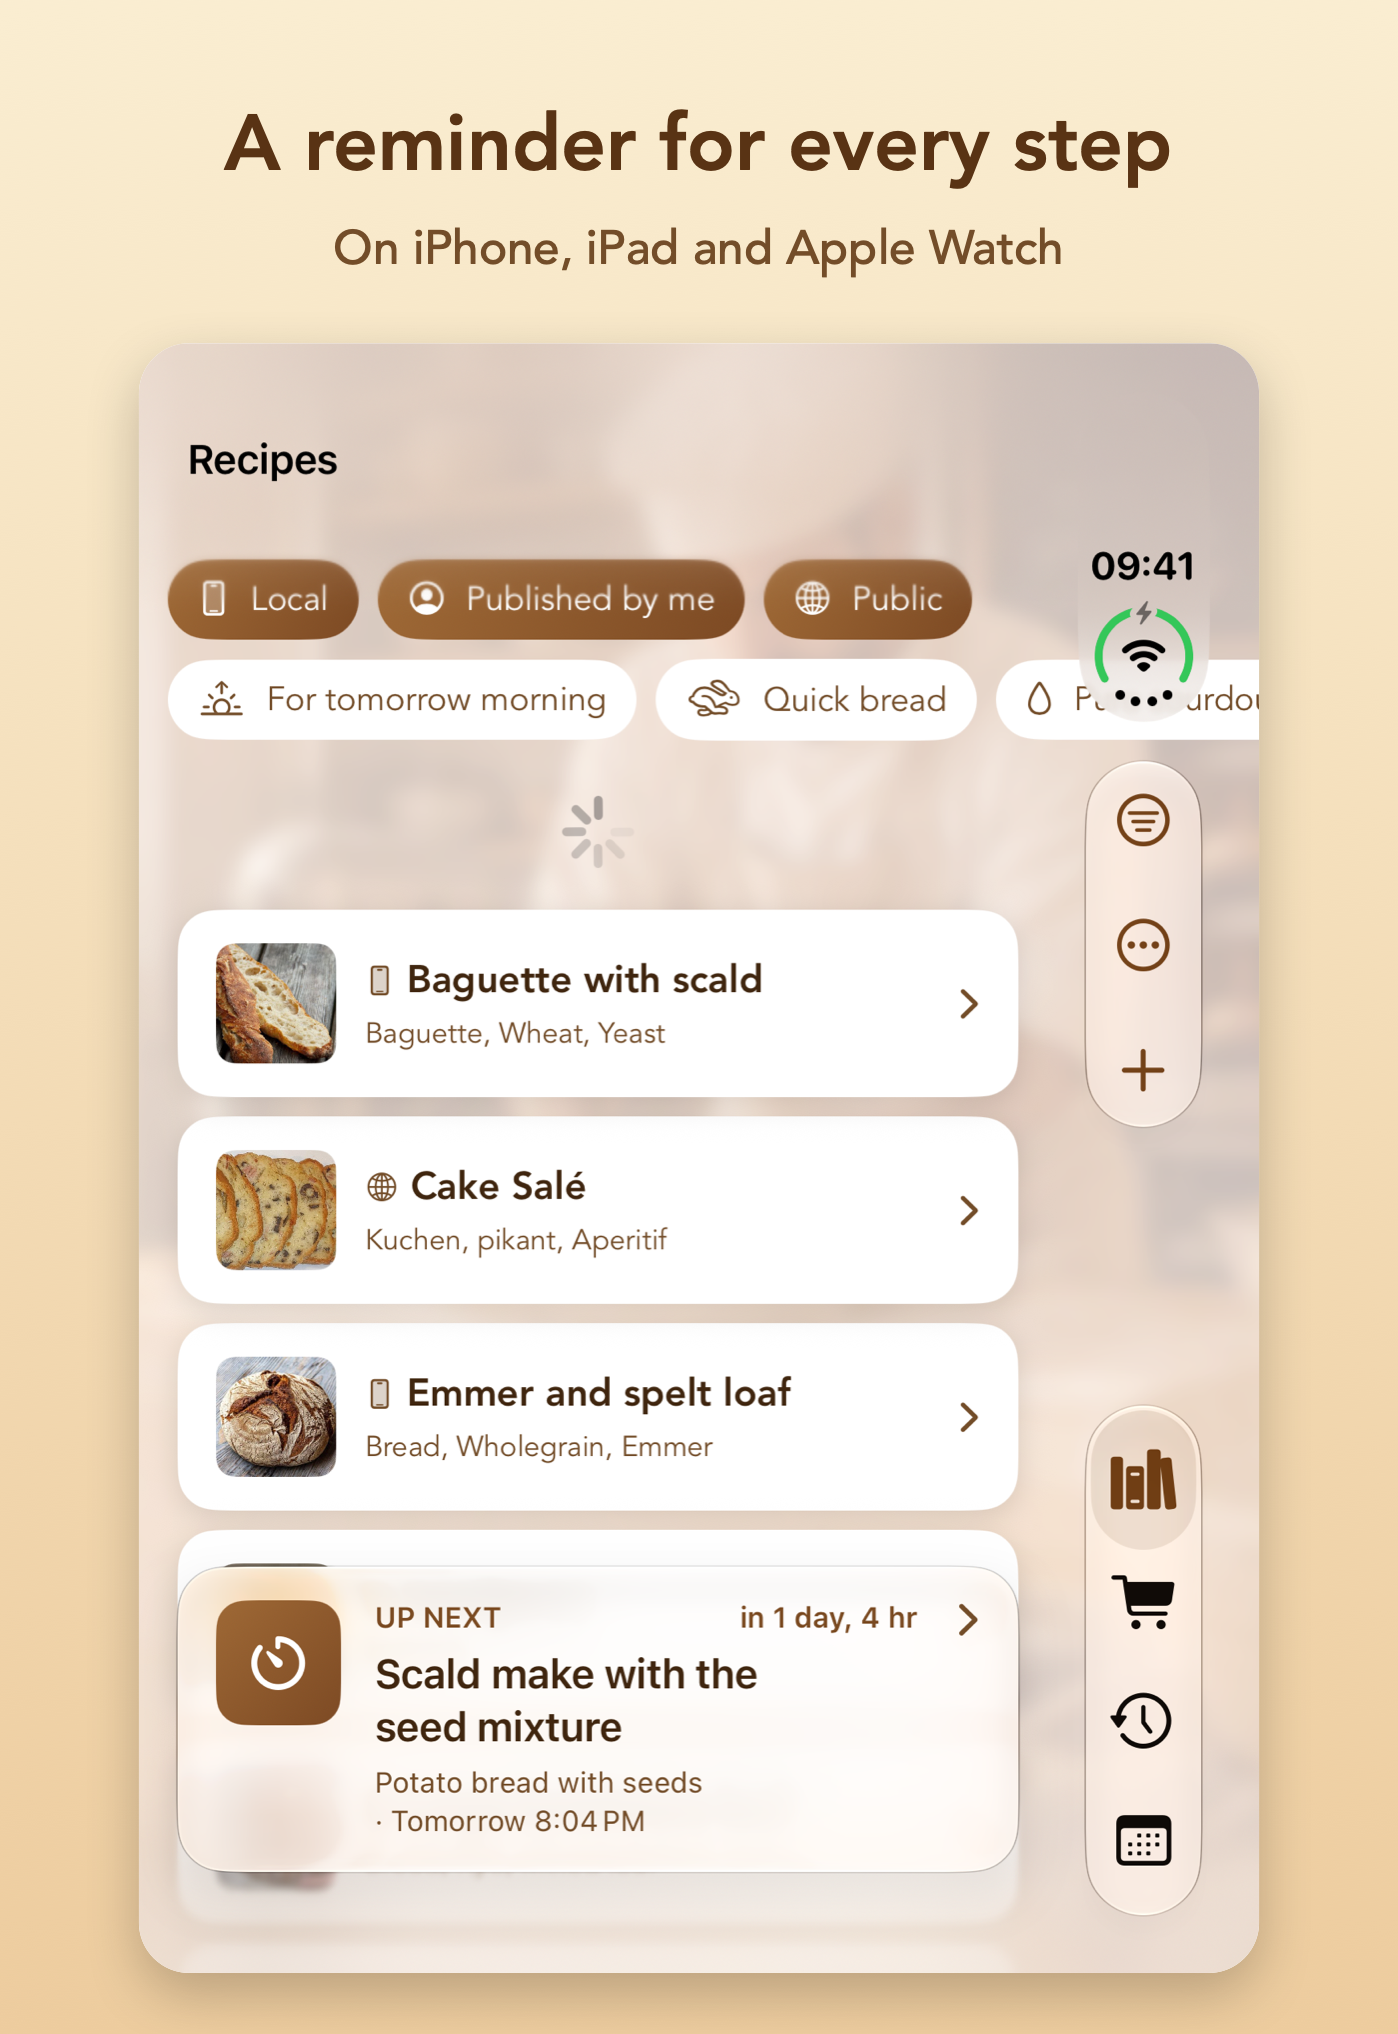 A reminder for every step
On iPhone, iPad and Apple Watch
Recipes
09:41
Local
Published by me
Public
For tomorrow morning
Quick bread
Baguette with scald
Baguette, Wheat, Yeast
Cake Salé
Kuchen, pikant, Aperitif
Emmer and spelt loaf
Bread, Wholegrain, Emmer
UP NEXT
in 1 day, 4 hr
Scald make with the
seed mixture
Potato bread with seeds
· Tomorrow 8:04 PM